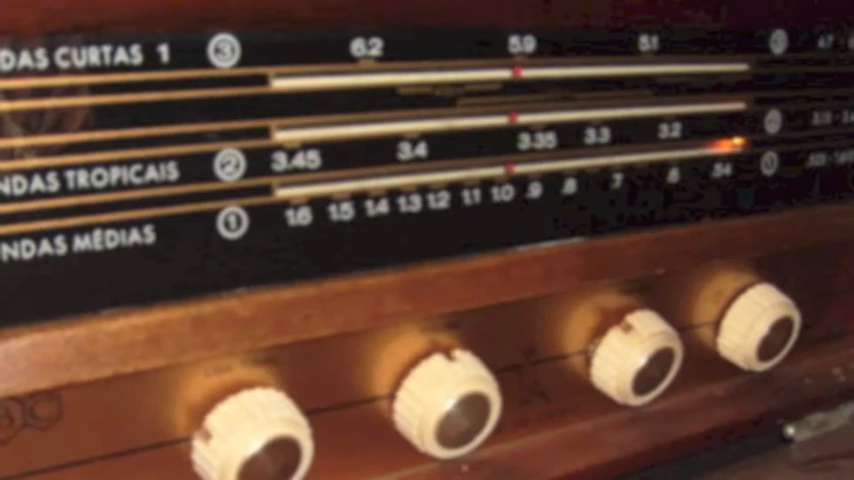 DAS CURTAS 1 3 6.2 5.9 5.1
NDAS TROPICAIS 2 3.45 3.4 3.35 3.3 3.2
NDAS MÉDIAS 1 1.6 1.5 1.4 1.3 1.2 1.1 1.0 .9 .8 .7 .6 .54